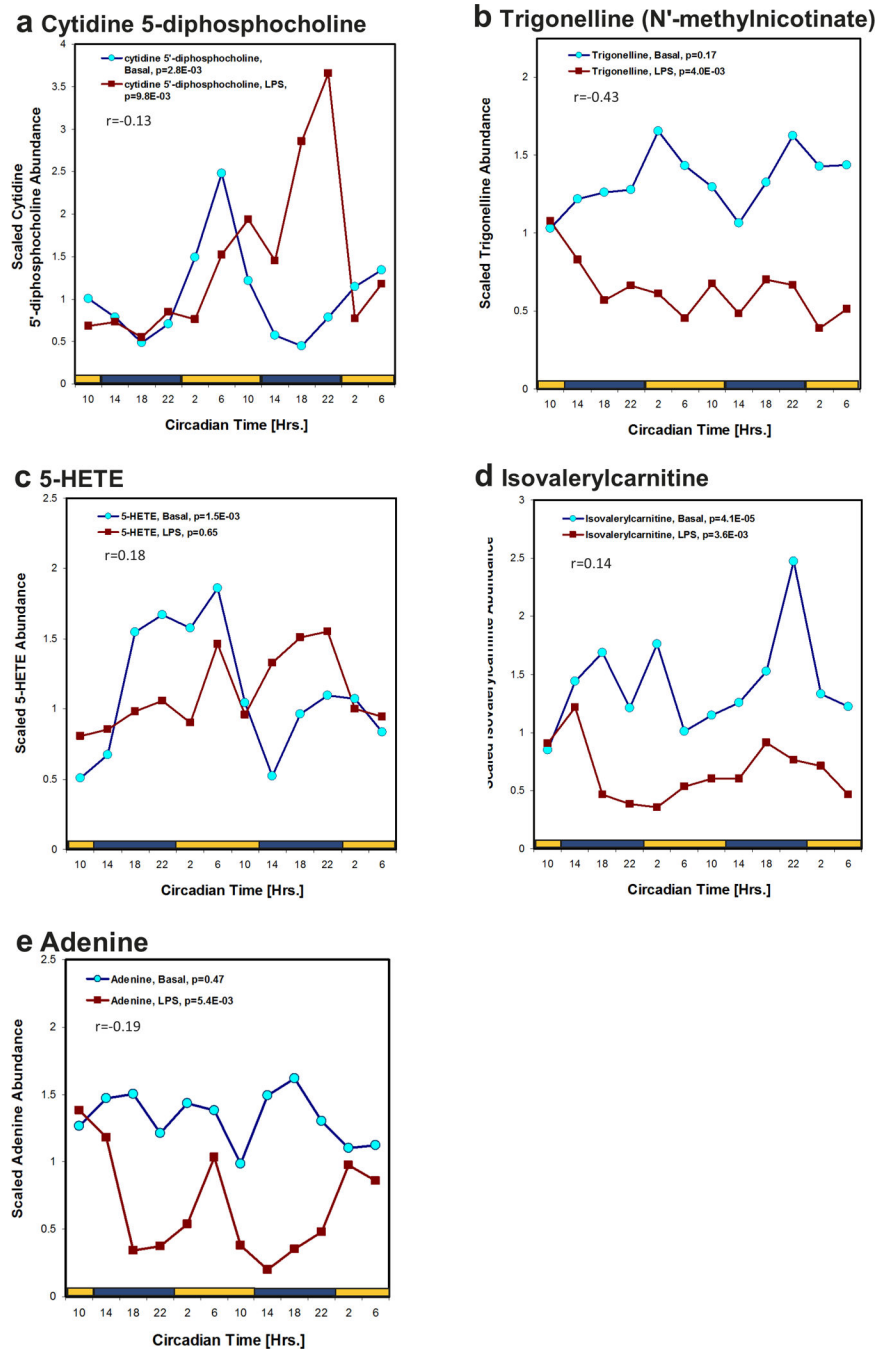 a Cytidine 5-diphosphocholine
4
3.5
3
2.5
2
1.5
1
0.5
0
cytidine 5'-diphosphocholine,
Basal, p=2.8E-03
cytidine 5'-diphosphocholine, LPS,
p=9.8E-03
r=-0.13
Scaled Cytidine
5'-diphosphocholine Abundance
10 14 18 22 2 6 10 14 18 22 2 6
Circadian Time [Hrs.]
b Trigonelline (N'-methylnicotinate)
2
1.5
1
0.5
0
Trigonelline, Basal, p=0.17
Trigonelline, LPS, p=4.0E-03
r=-0.43
Scaled Trigonelline Abundance
10 14 18 22 2 6 10 14 18 22 2 6
Circadian Time [Hrs.]
c 5-HETE
2.5
2
1.5
1
0.5
0
5-HETE, Basal, p=1.5E-03
5-HETE, LPS, p=0.65
r=0.18
Scaled 5-HETE Abundance
10 14 18 22 2 6 10 14 18 22 2 6
Circadian Time [Hrs.]
d Isovalerylcarnitine
3
2.5
2
1.5
1
0.5
0
Isovalerylcarnitine, Basal, p=4.1E-05
Isovalerylcarnitine, LPS, p=3.6E-03
r=0.14
Scaled Isovalerylcarnitine Abundance
10 14 18 22 2 6 10 14 18 22 2 6
Circadian Time [Hrs.]
e Adenine
2.5
2
1.5
1
0.5
0
Adenine, Basal, p=0.47
Adenine, LPS, p=5.4E-03
r=-0.19
Scaled Adenine Abundance
10 14 18 22 2 6 10 14 18 22 2 6
Circadian Time [Hrs.]